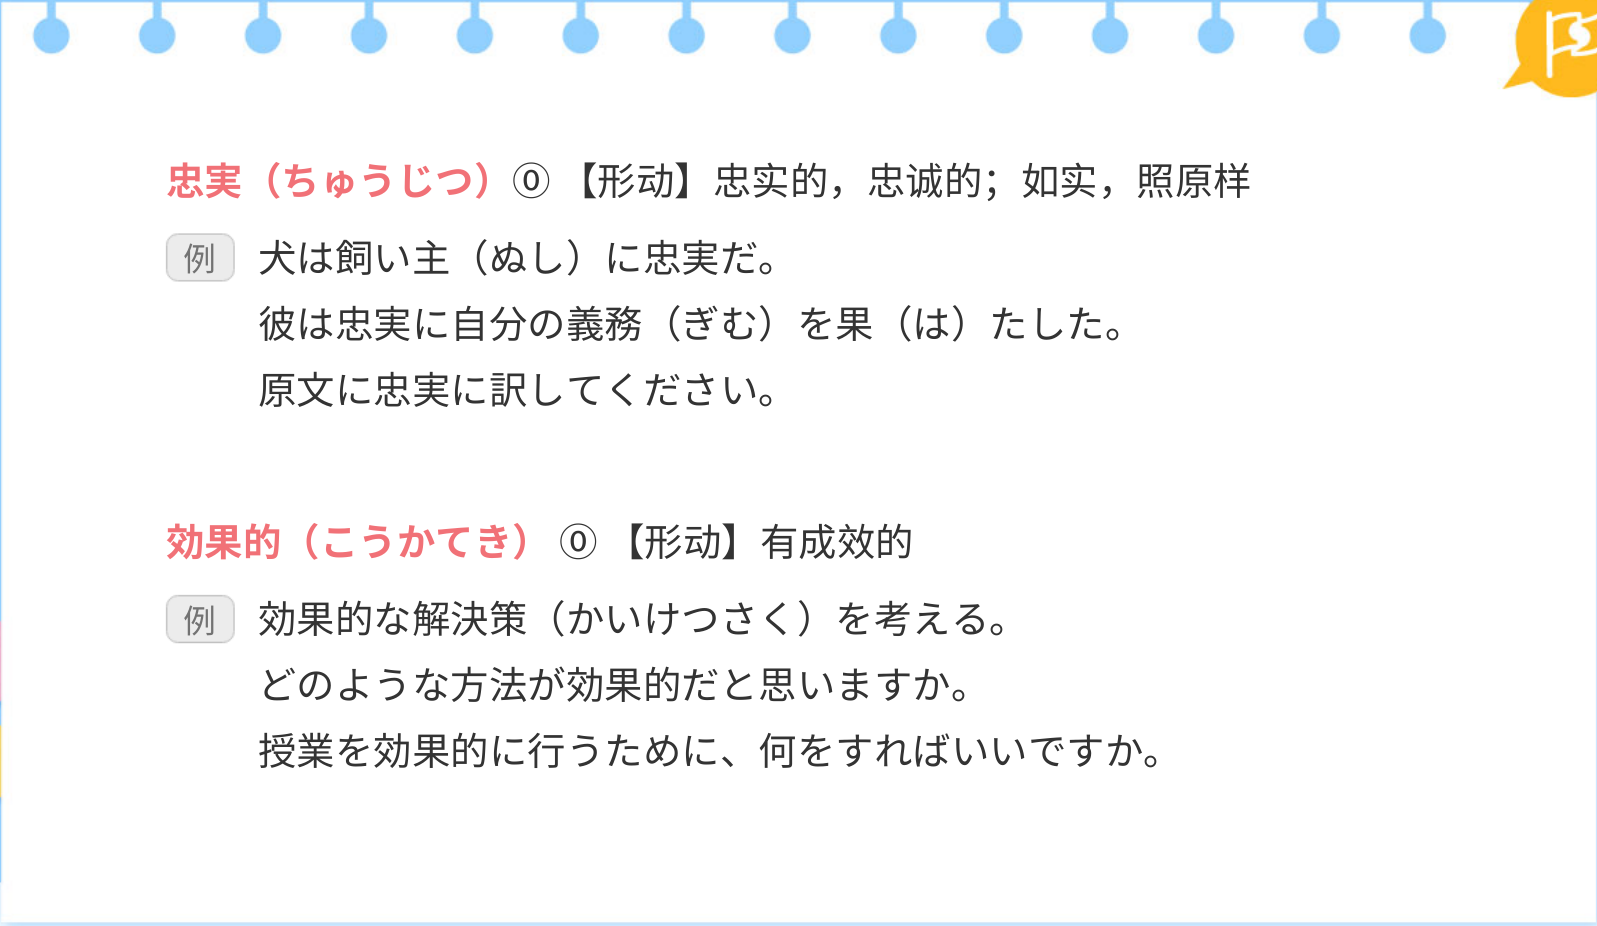 忠実（ちゅうじつ）⓪ 【形动】忠实的，忠诚的；如实，照原样
例 犬は飼い主（ぬし）に忠実だ。
彼は忠実に自分の義務（ぎむ）を果（は）たした。
原文に忠実に訳してください。
効果的（こうかてき） ⓪ 【形动】有成效的
例 効果的な解決策（かいけつさく）を考える。
どのような方法が効果的だと思いますか。
授業を効果的に行うために、何をすればいいですか。